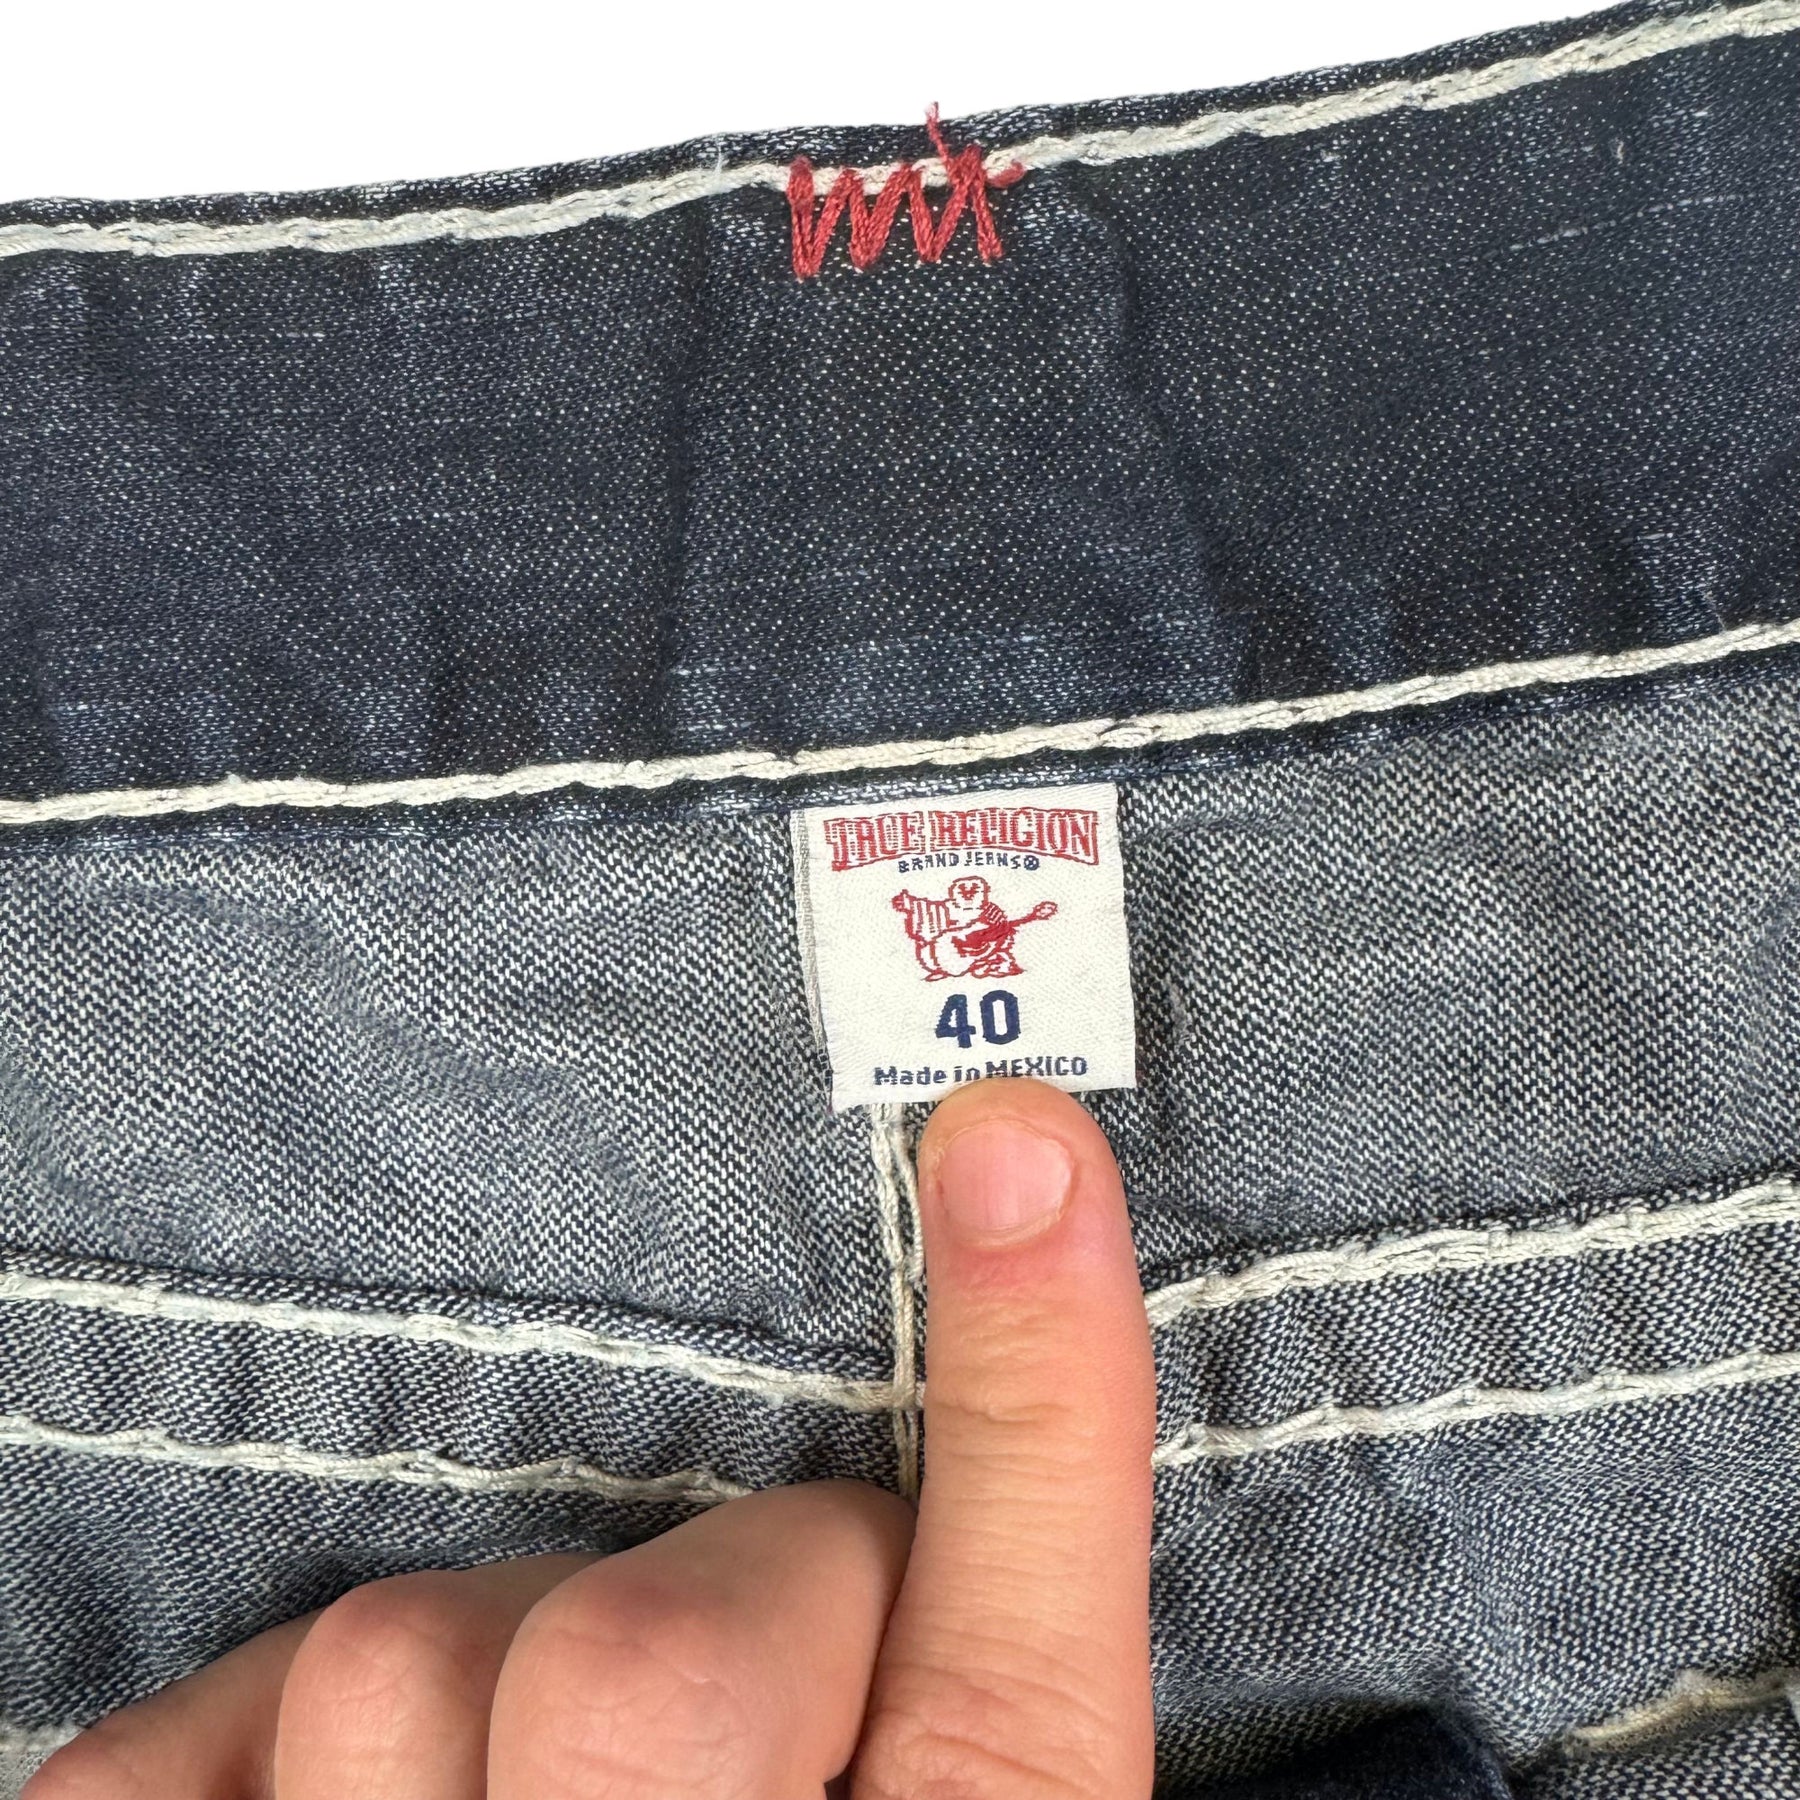 TRUE RELIGION
BRAND JEANS®
40
Made in MEXICO